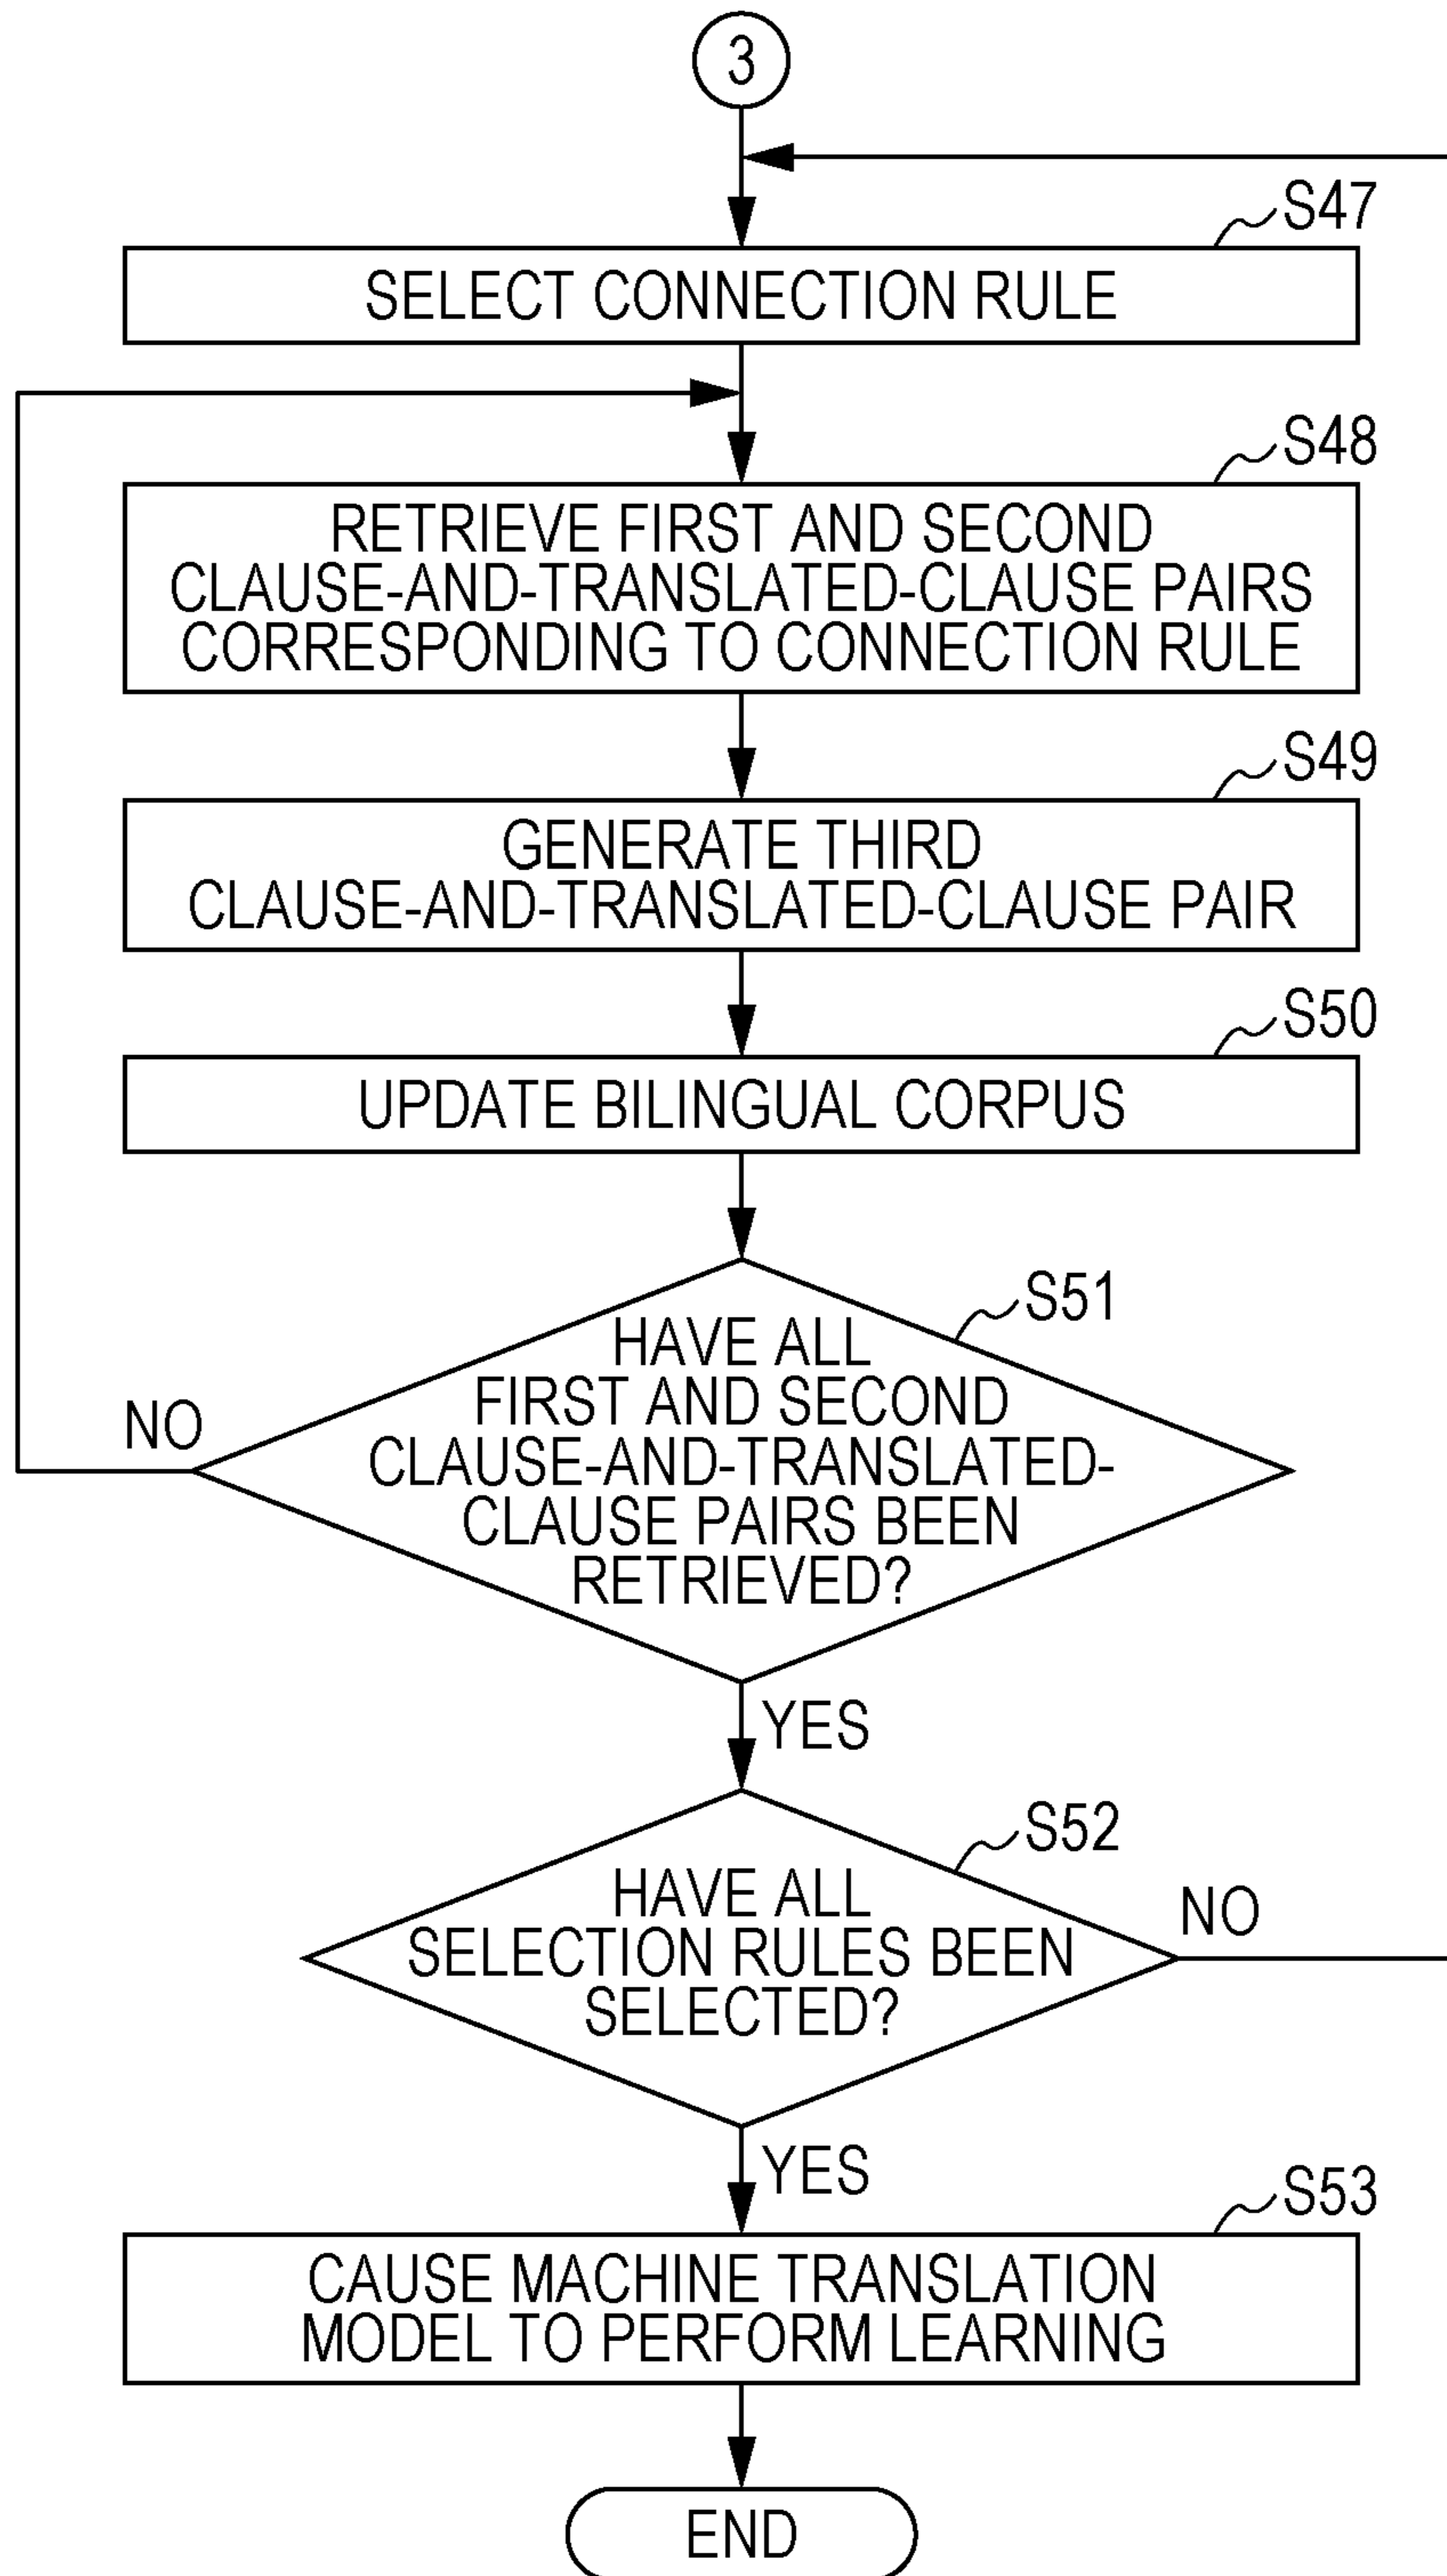 3
S47
SELECT CONNECTION RULE
S48
RETRIEVE FIRST AND SECOND
CLAUSE-AND-TRANSLATED-CLAUSE PAIRS
CORRESPONDING TO CONNECTION RULE
S49
GENERATE THIRD
CLAUSE-AND-TRANSLATED-CLAUSE PAIR
S50
UPDATE BILINGUAL CORPUS
S51
HAVE ALL
FIRST AND SECOND
CLAUSE-AND-TRANSLATED-
CLAUSE PAIRS BEEN
RETRIEVED?
NO
YES
S52
HAVE ALL
SELECTION RULES BEEN
SELECTED?
NO
YES
S53
CAUSE MACHINE TRANSLATION
MODEL TO PERFORM LEARNING
END